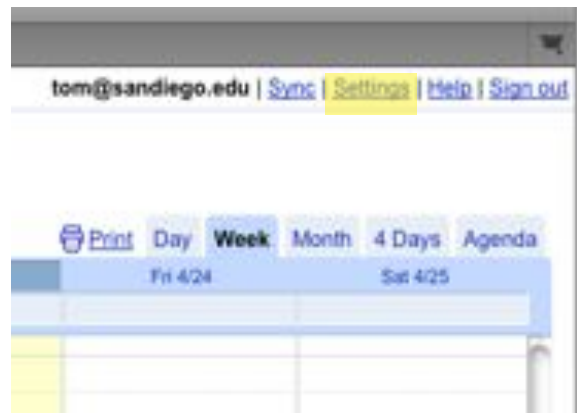 tom@sandiego.edu | Sync | Settings | Help | Sign out
Print Day Week Month 4 Days Agenda
Fri 4/24 Sat 4/25